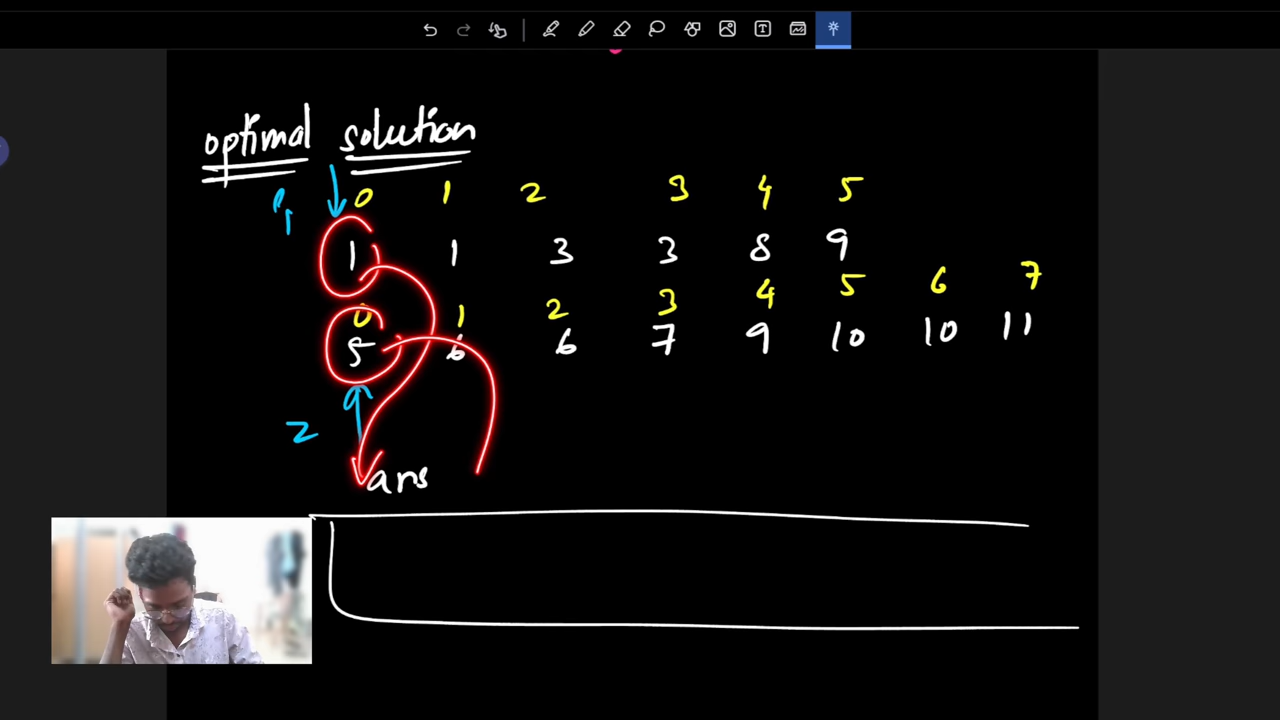 optimal solution
0 1 2 3 4 5
1 1 3 3 8 9
0 1 2 3 4 5 6 7
5 6 6 7 9 10 10 11
2
ans